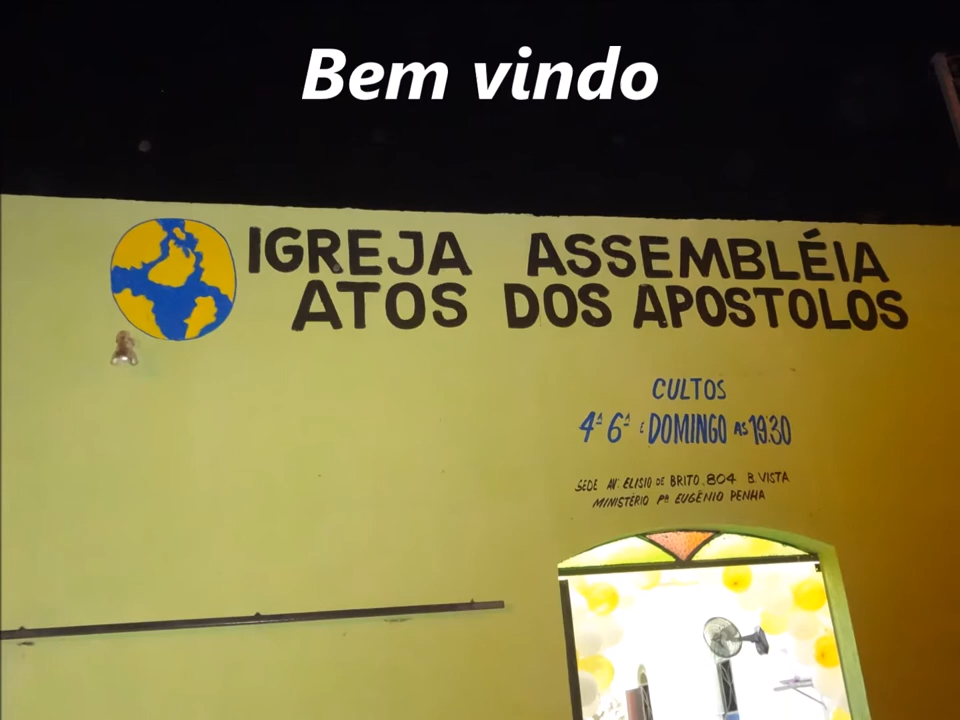 Bem vindo
IGREJA ASSEMBLÉIA
ATOS DOS APOSTOLOS
CULTOS
4ª 6ª E DOMINGO AS 19:30
SEDE AV: ELISIO DE BRITO. 804 B. VISTA
MINISTÉRIO PR EUGÊNIO PENHA